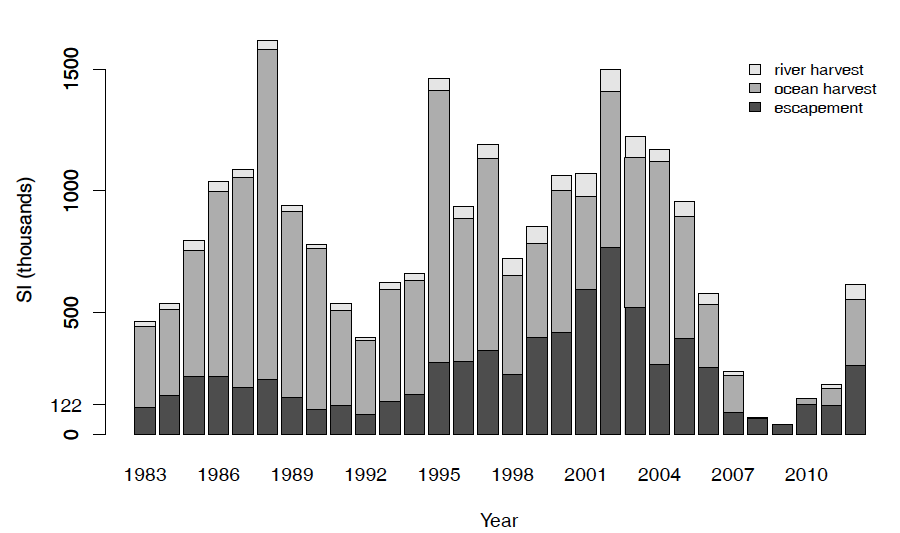 SI (thousands)
1500
1000
500
122
0
river harvest
ocean harvest
escapement
1983 1986 1989 1992 1995 1998 2001 2004 2007 2010
Year